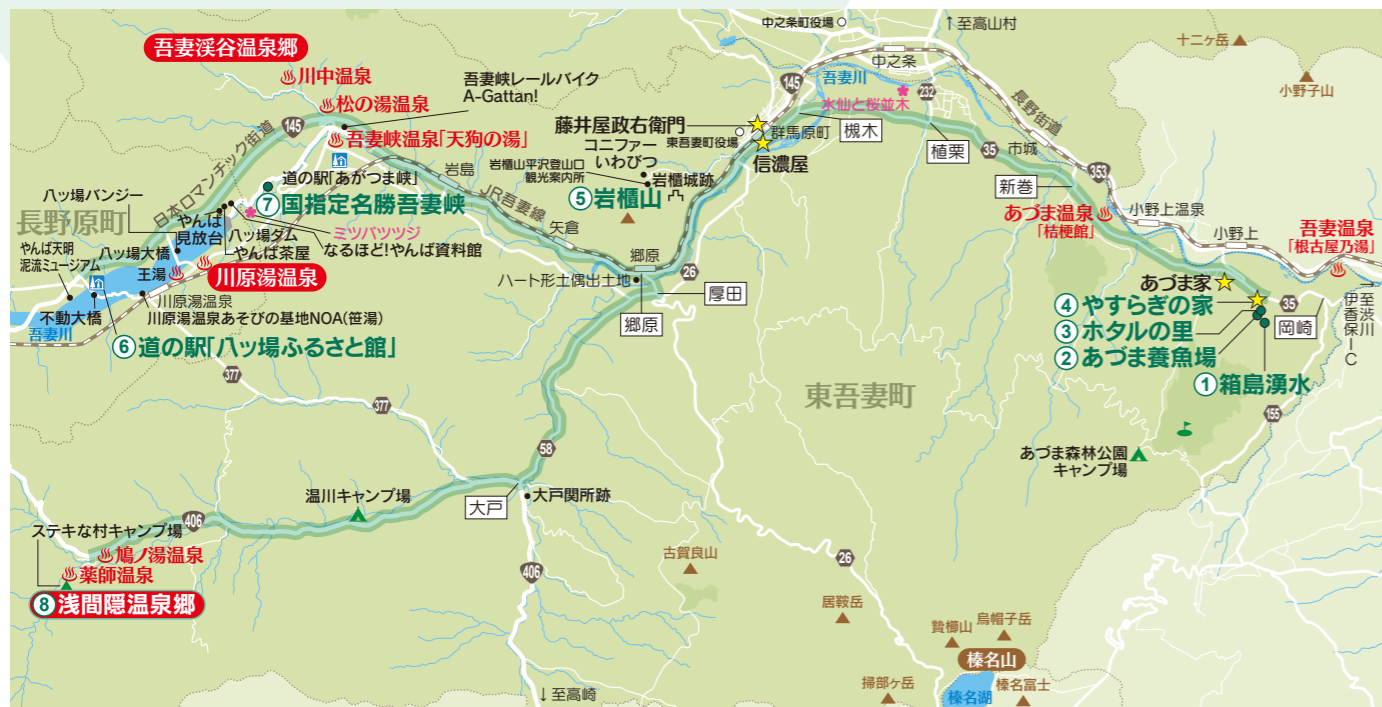 中之条町役場
↑至高山村
十二ヶ岳
小野子山
吾妻渓谷温泉郷
川中温泉
吾妻峡レールバイク
A-Gattan!
松の湯温泉
吾妻峡温泉「天狗の湯」
145
日本ロマンチック街道
145
吾妻川
中之条
水仙と桜並木
232
長野街道
藤井屋政右衛門
東吾妻町役場
群馬原町
槻木
信濃屋
植栗
35
市城
353
コニファー
いわびつ
岩櫃山平沢登山口
観光案内所
岩櫃城跡
⑤岩櫃山
岩島
JR吾妻線
矢倉
郷原
26
ハート形土偶出土地
厚田
郷原
新巻
あづま温泉
「桔梗館」
小野上温泉
小野上
吾妻温泉
「根古屋乃湯」
道の駅「あがつま峡」
⑦国指定名勝吾妻峡
八ッ場バンジー
長野原町
やんば
見放台
八ッ場ダム
やんば茶屋
ミツバツツジ
なるほど!やんば資料館
やんば天明
泥流ミュージアム
八ッ場大橋
王湯
川原湯温泉
川原湯温泉
川原湯温泉あそびの基地NOA(笹湯)
不動大橋
吾妻川
⑥道の駅「八ッ場ふるさと館」
あづま家
④やすらぎの家
③ホタルの里
②あづま養魚場
①箱島湧水
35
岡崎
↑至渋川
伊香保IC
155
東吾妻町
あづま森林公園
キャンプ場
377
377
58
大戸
大戸関所跡
温川キャンプ場
ステキな村キャンプ場
406
鳩ノ湯温泉
薬師温泉
⑧浅間隠温泉郷
406
↓至高崎
古賀良山
26
居鞍岳
鬢櫛山
烏帽子岳
榛名山
掃部ヶ岳
榛名湖
榛名富士